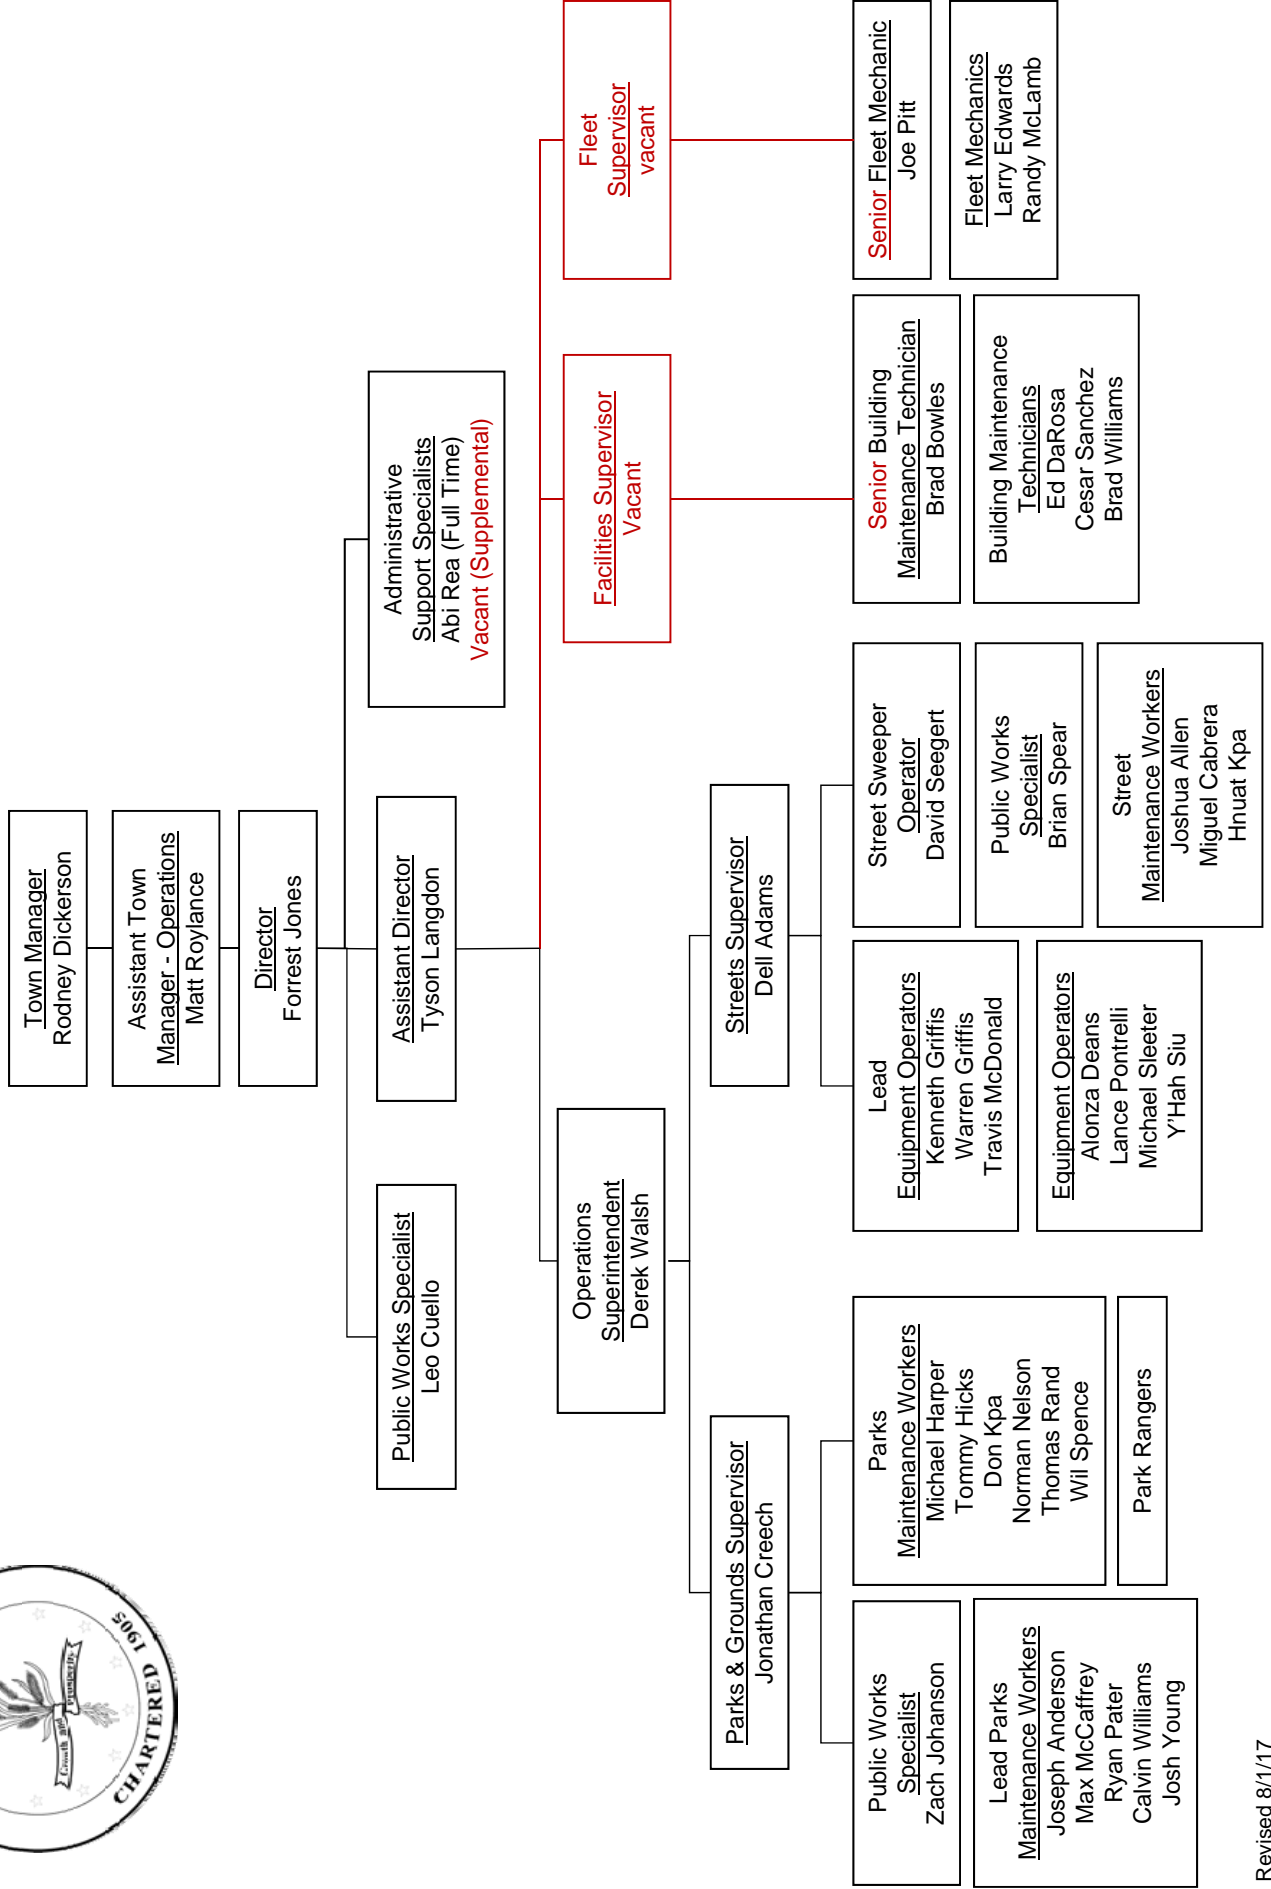 Growth and
Prosperity
CHARTERED 1905
Town Manager
Rodney Dickerson
Assistant Town
Manager - Operations
Matt Roylance
Director
Forrest Jones
Public Works Specialist
Leo Cuello
Assistant Director
Tyson Langdon
Administrative
Support Specialists
Abi Rea (Full Time)
Vacant (Supplemental)
Operations
Superintendent
Derek Walsh
Facilities Supervisor
Vacant
Fleet
Supervisor
vacant
Parks & Grounds Supervisor
Jonathan Creech
Streets Supervisor
Dell Adams
Public Works
Specialist
Zach Johanson
Lead Parks
Maintenance Workers
Joseph Anderson
Max McCaffrey
Ryan Pater
Calvin Williams
Josh Young
Parks
Maintenance Workers
Michael Harper
Tommy Hicks
Don Kpa
Norman Nelson
Thomas Rand
Wil Spence
Park Rangers
Lead
Equipment Operators
Kenneth Griffis
Warren Griffis
Travis McDonald
Equipment Operators
Alonza Deans
Lance Pontrelli
Michael Sleeter
Y’Hah Siu
Street Sweeper
Operator
David Seegert
Public Works
Specialist
Brian Spear
Street
Maintenance Workers
Joshua Allen
Miguel Cabrera
Hnuat Kpa
Senior Building
Maintenance Technician
Brad Bowles
Building Maintenance
Technicians
Ed DaRosa
Cesar Sanchez
Brad Williams
Senior Fleet Mechanic
Joe Pitt
Fleet Mechanics
Larry Edwards
Randy McLamb
Revised 8/1/17